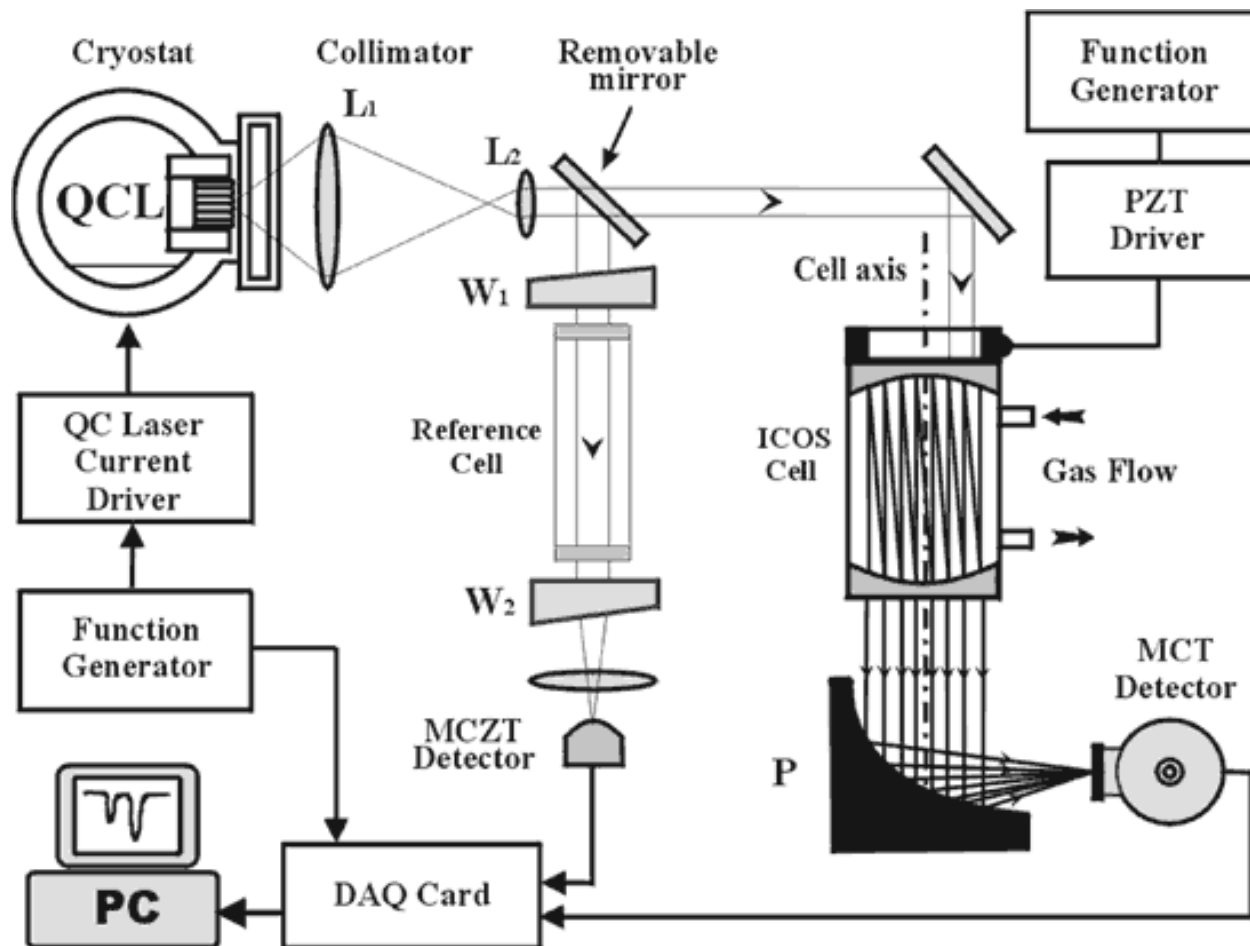 Cryostat
Collimator
Removable
mirror
Function
Generator
L1
L2
QCL
PZT
Driver
Cell axis
W1
QC Laser
Current
Driver
Reference
Cell
ICOS
Cell
Gas Flow
W2
Function
Generator
MCT
Detector
MCZT
Detector
P
PC
DAQ Card